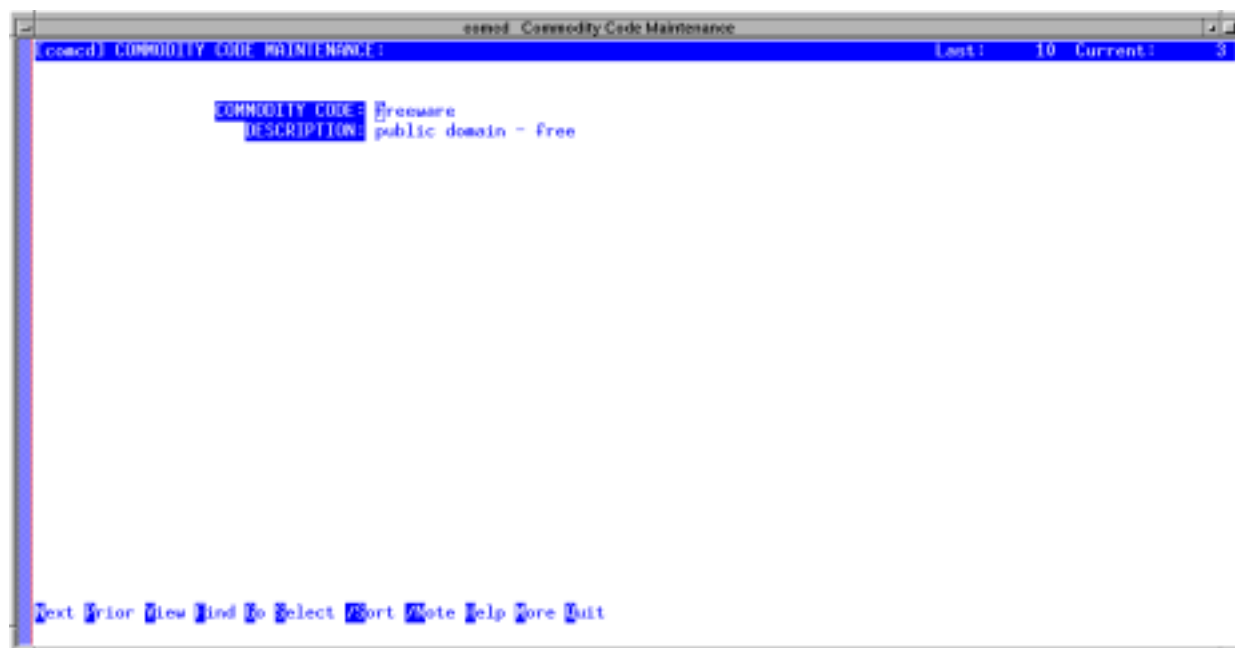 comcd Commodity Code Maintenance
[comcd] COMMODITY CODE MAINTENANCE: Last: 10 Current: 3
COMMODITY CODE: Freeware
DESCRIPTION: public domain - free
Next Prior View Find Do Select /Sort /Note Help More Quit